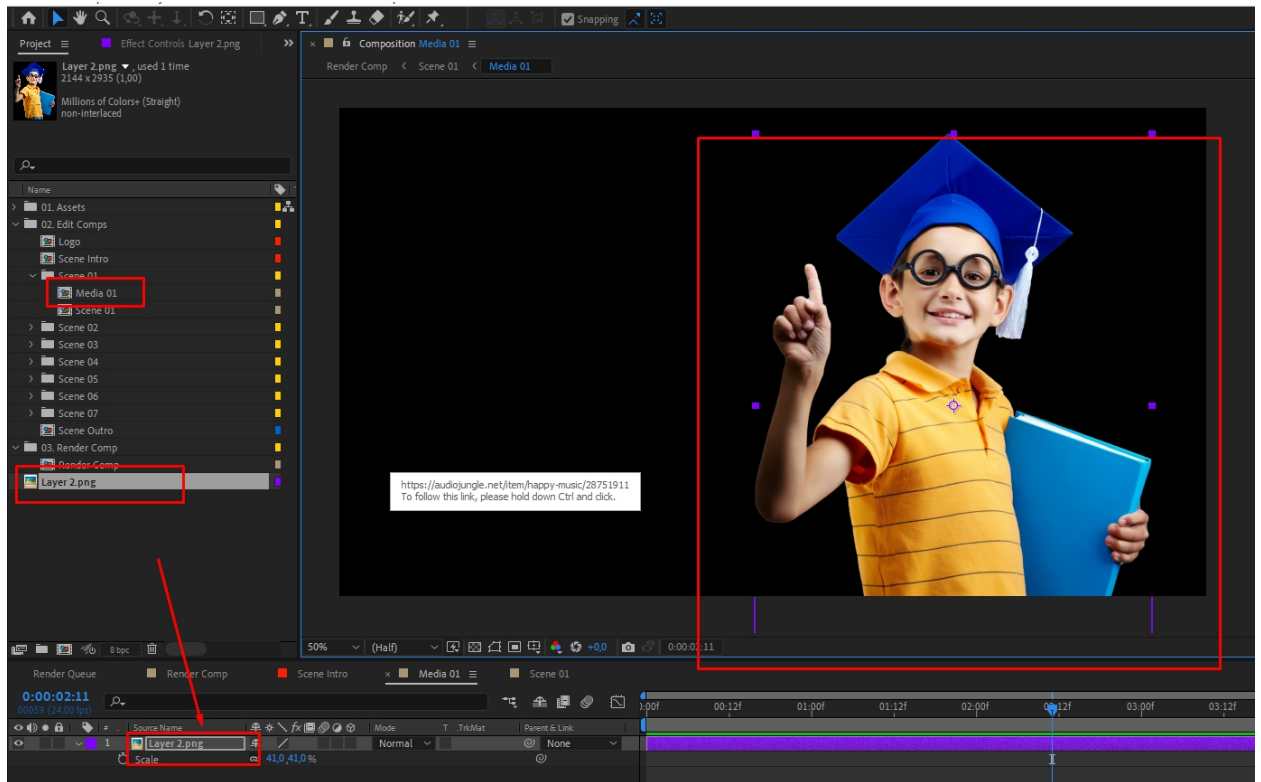 Snapping
Project
Effect Controls Layer 2.png
Composition Media 01
Render Comp
Scene 01
Media 01
Layer 2.png ▼, used 1 time
2144 x 2935 (1,00)
Millions of Colors+ (Straight)
non-interlaced
Name
01. Assets
02. Edit Comps
Logo
Scene Intro
Scene 01
Media 01
Scene 01
Scene 02
Scene 03
Scene 04
Scene 05
Scene 06
Scene 07
Scene Outro
03. Render Comp
Render Comp
Layer 2.png
https://audiojungle.net/item/happy-music/28751911
To follow this link, please hold down Ctrl and click.
8 bpc
50%
(Half)
+0,0
0:00:02:11
Render Queue
Render Comp
Scene Intro
Media 01
Scene 01
0:00:02:11
00059 (24.00 fps)
):00f
00:12f
01:00f
01:12f
02:00f
02:12f
03:00f
03:12f
# . Source Name
Mode
T .TrkMat
Parent & Link
1
Layer 2.png
Normal
None
Scale
41,0,41,0 %